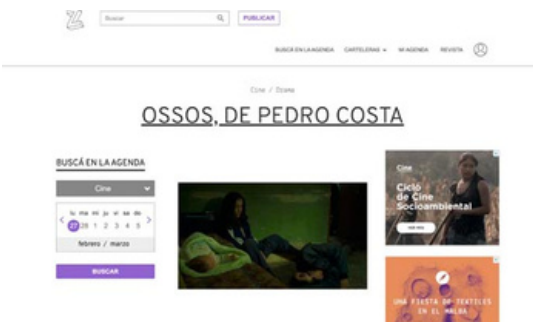 Buscar
PUBLICAR
BUSCÁ EN LA AGENDA CARTELERAS MI AGENDA REVISTA
Cine / Drama
OSSOS, DE PEDRO COSTA
BUSCÁ EN LA AGENDA
Cine
lu ma mi ju vi sa do
27 28 1 2 3 4 5
febrero / marzo
BUSCAR
Cine
Ciclo
de Cine
Socioambiental
VER MÁS
UNA FIESTA DE TEXTILES
EN EL MALBA